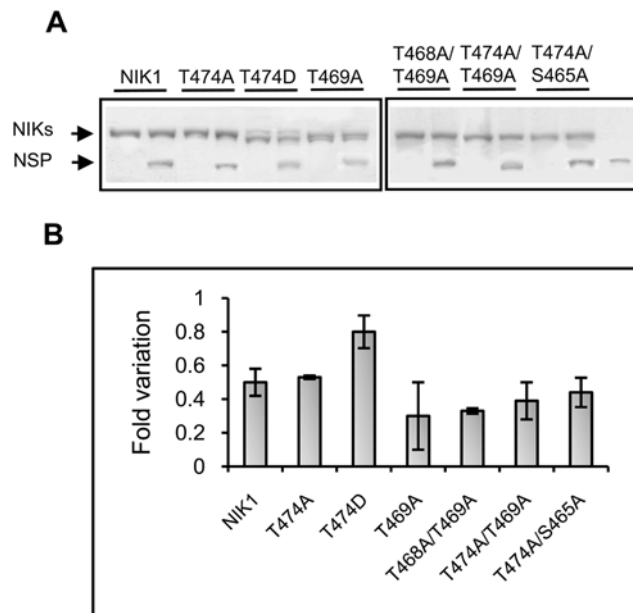 A
T468A/ T474A/ T474A/
NIK1 T474A T474D T469A T469A T469A S465A
NIKs
NSP
B
Fold variation
1
0.8
0.6
0.4
0.2
0
NIK1 T474A T474D T469A T468A/T469A T474A/T469A T474A/S465A